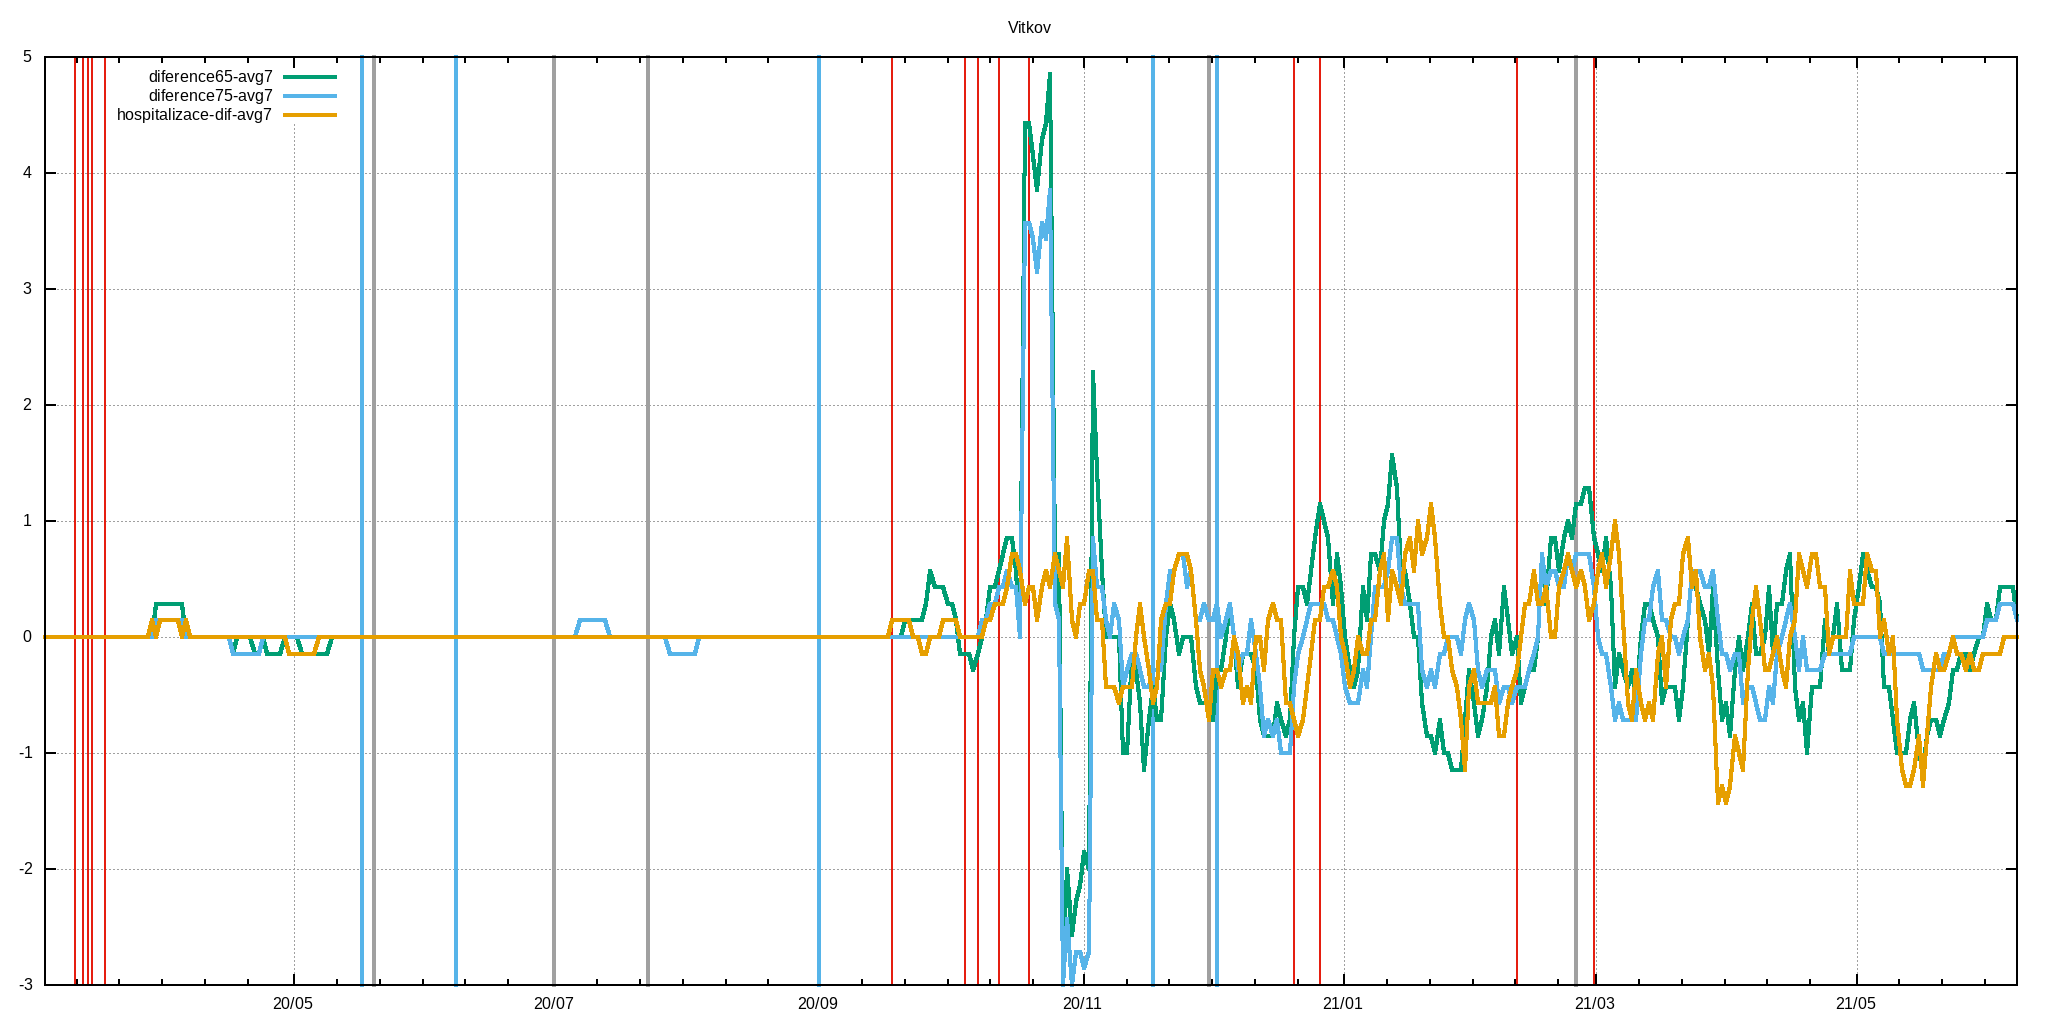 Vitkov
5
diference65-avg7
diference75-avg7
hospitalizace-dif-avg7
4
3
2
1
0
-1
-2
-3
20/05 20/07 20/09 20/11 21/01 21/03 21/05